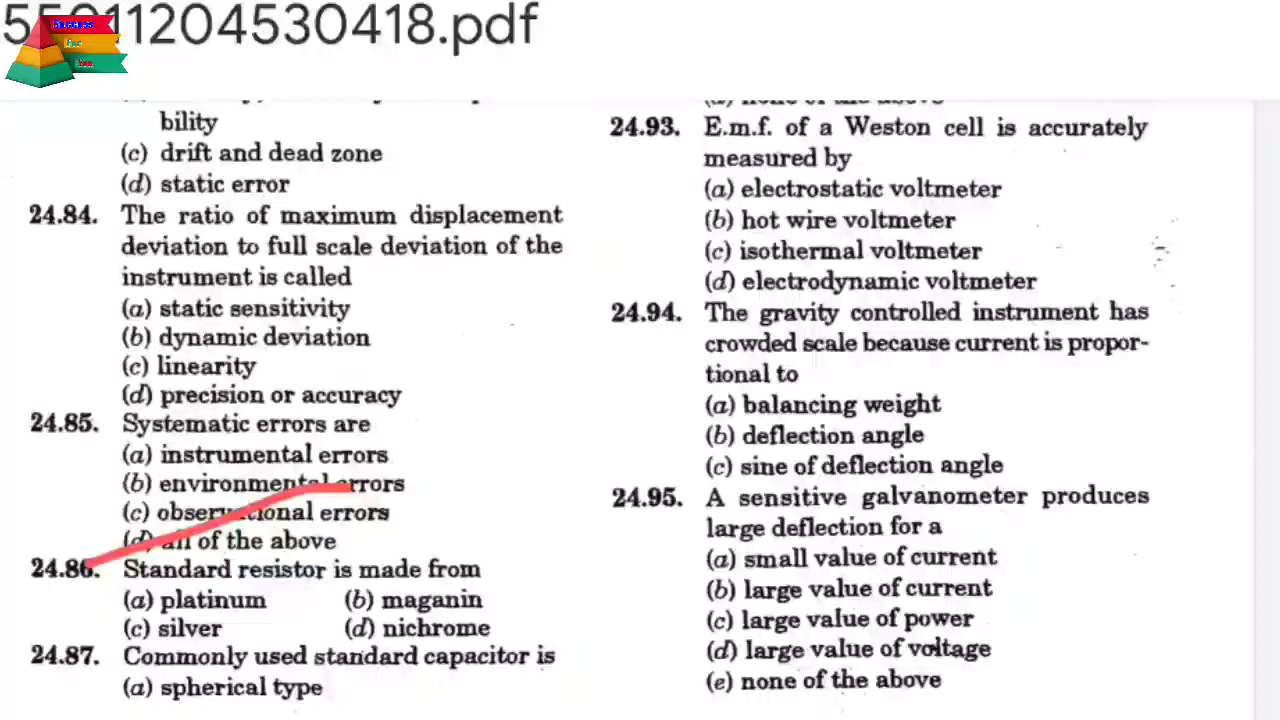 55011204530418.pdf
Success
For
You
bility
(c) drift and dead zone
(d) static error
24.84. The ratio of maximum displacement
deviation to full scale deviation of the
instrument is called
(a) static sensitivity
(b) dynamic deviation
(c) linearity
(d) precision or accuracy
24.85. Systematic errors are
(a) instrumental errors
(b) environmental errors
(c) observational errors
(d) all of the above
24.86. Standard resistor is made from
(a) platinum (b) maganin
(c) silver (d) nichrome
24.87. Commonly used standard capacitor is
(a) spherical type
24.93. E.m.f. of a Weston cell is accurately
measured by
(a) electrostatic voltmeter
(b) hot wire voltmeter
(c) isothermal voltmeter
(d) electrodynamic voltmeter
24.94. The gravity controlled instrument has
crowded scale because current is propor-
tional to
(a) balancing weight
(b) deflection angle
(c) sine of deflection angle
24.95. A sensitive galvanometer produces
large deflection for a
(a) small value of current
(b) large value of current
(c) large value of power
(d) large value of voltage
(e) none of the above